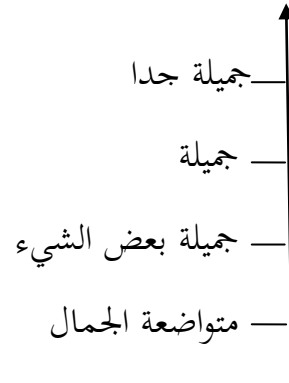 جميلة جدا
جميلة
جميلة بعض الشيء
متواضعة الجمال